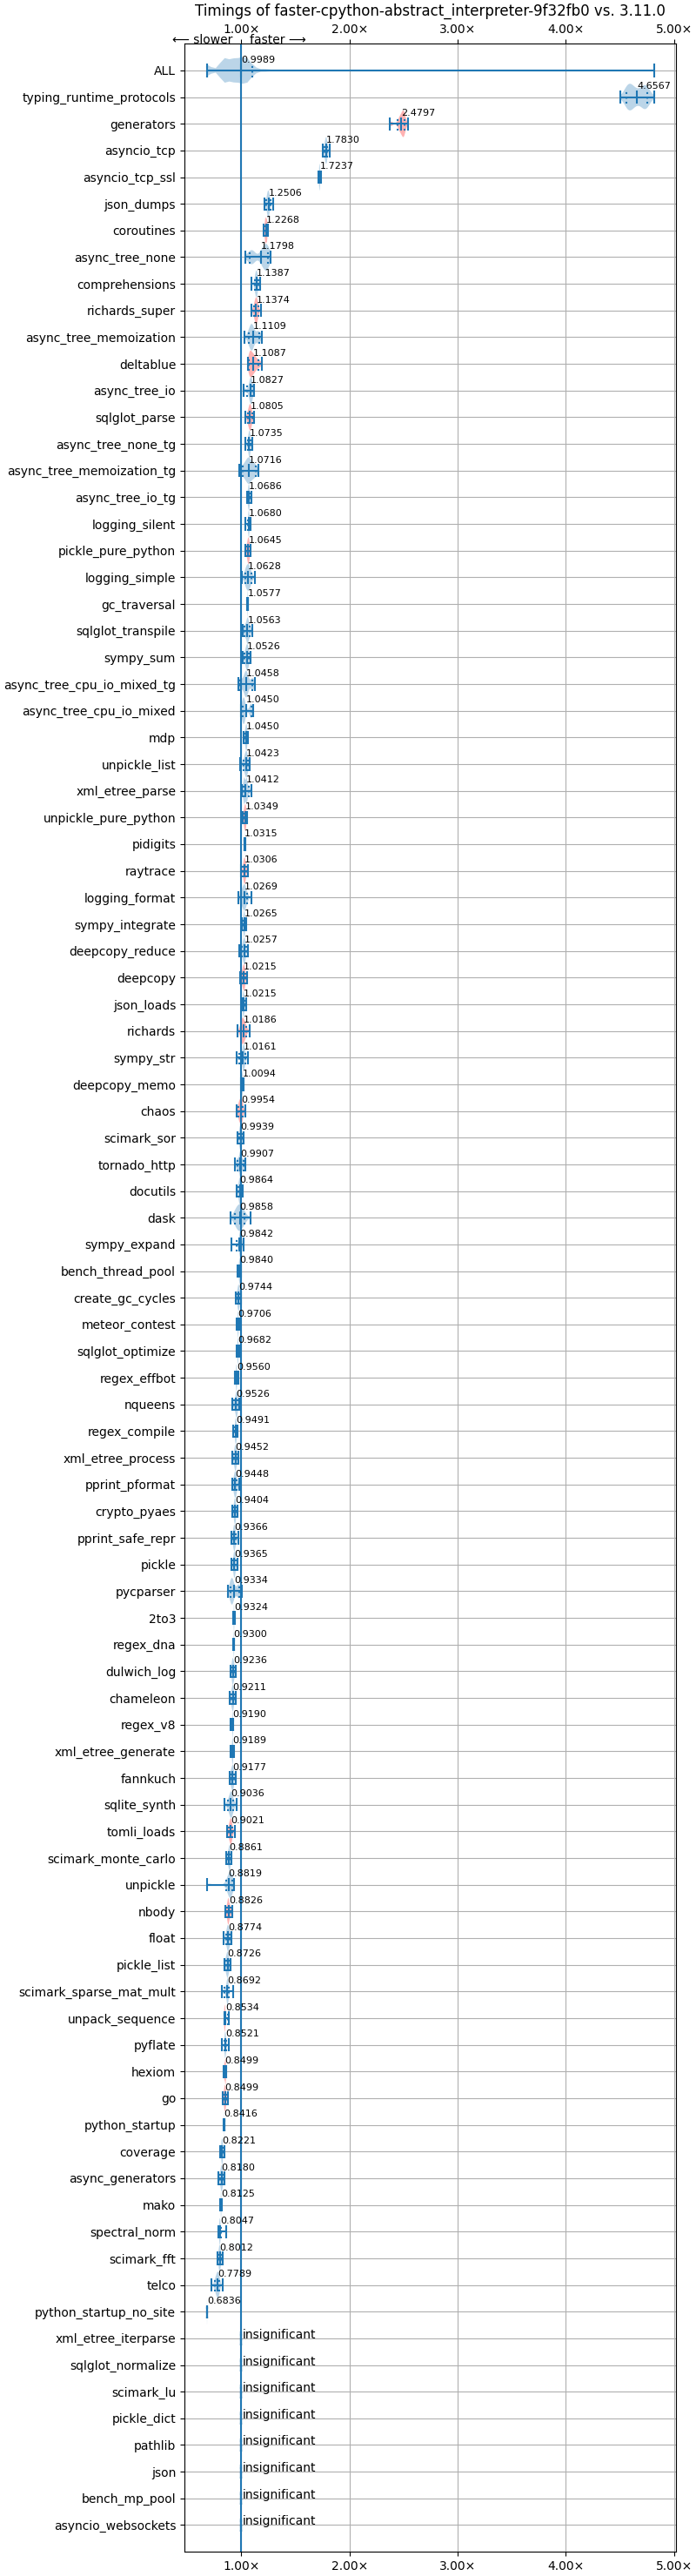 Timings of faster-cpython-abstract_interpreter-9f32fb0 vs. 3.11.0
1.00× 2.00× 3.00× 4.00× 5.00×
⟵ slower faster ⟶
ALL 0.9989
typing_runtime_protocols 4.6567
generators 2.4797
asyncio_tcp 1.7830
asyncio_tcp_ssl 1.7237
json_dumps 1.2506
coroutines 1.2268
async_tree_none 1.1798
comprehensions 1.1387
richards_super 1.1374
async_tree_memoization 1.1109
deltablue 1.1087
async_tree_io 1.0827
sqlglot_parse 1.0805
async_tree_none_tg 1.0735
async_tree_memoization_tg 1.0716
async_tree_io_tg 1.0686
logging_silent 1.0680
pickle_pure_python 1.0645
logging_simple 1.0628
gc_traversal 1.0577
sqlglot_transpile 1.0563
sympy_sum 1.0526
async_tree_cpu_io_mixed_tg 1.0458
async_tree_cpu_io_mixed 1.0450
mdp 1.0450
unpickle_list 1.0423
xml_etree_parse 1.0412
unpickle_pure_python 1.0349
pidigits 1.0315
raytrace 1.0306
logging_format 1.0269
sympy_integrate 1.0265
deepcopy_reduce 1.0257
deepcopy 1.0215
json_loads 1.0215
richards 1.0186
sympy_str 1.0161
deepcopy_memo 1.0094
chaos 0.9954
scimark_sor 0.9939
tornado_http 0.9907
docutils 0.9864
dask 0.9858
sympy_expand 0.9842
bench_thread_pool 0.9840
create_gc_cycles 0.9744
meteor_contest 0.9706
sqlglot_optimize 0.9682
regex_effbot 0.9560
nqueens 0.9526
regex_compile 0.9491
xml_etree_process 0.9452
pprint_pformat 0.9448
crypto_pyaes 0.9404
pprint_safe_repr 0.9366
pickle 0.9365
pycparser 0.9334
2to3 0.9324
regex_dna 0.9300
dulwich_log 0.9236
chameleon 0.9211
regex_v8 0.9190
xml_etree_generate 0.9189
fannkuch 0.9177
sqlite_synth 0.9036
tomli_loads 0.9021
scimark_monte_carlo 0.8861
unpickle 0.8819
nbody 0.8826
float 0.8774
pickle_list 0.8726
scimark_sparse_mat_mult 0.8692
unpack_sequence 0.8534
pyflate 0.8521
hexiom 0.8499
go 0.8499
python_startup 0.8416
coverage 0.8221
async_generators 0.8180
mako 0.8125
spectral_norm 0.8047
scimark_fft 0.8012
telco 0.7789
python_startup_no_site 0.6836
xml_etree_iterparse insignificant
sqlglot_normalize insignificant
scimark_lu insignificant
pickle_dict insignificant
pathlib insignificant
json insignificant
bench_mp_pool insignificant
asyncio_websockets insignificant
1.00× 2.00× 3.00× 4.00× 5.00×